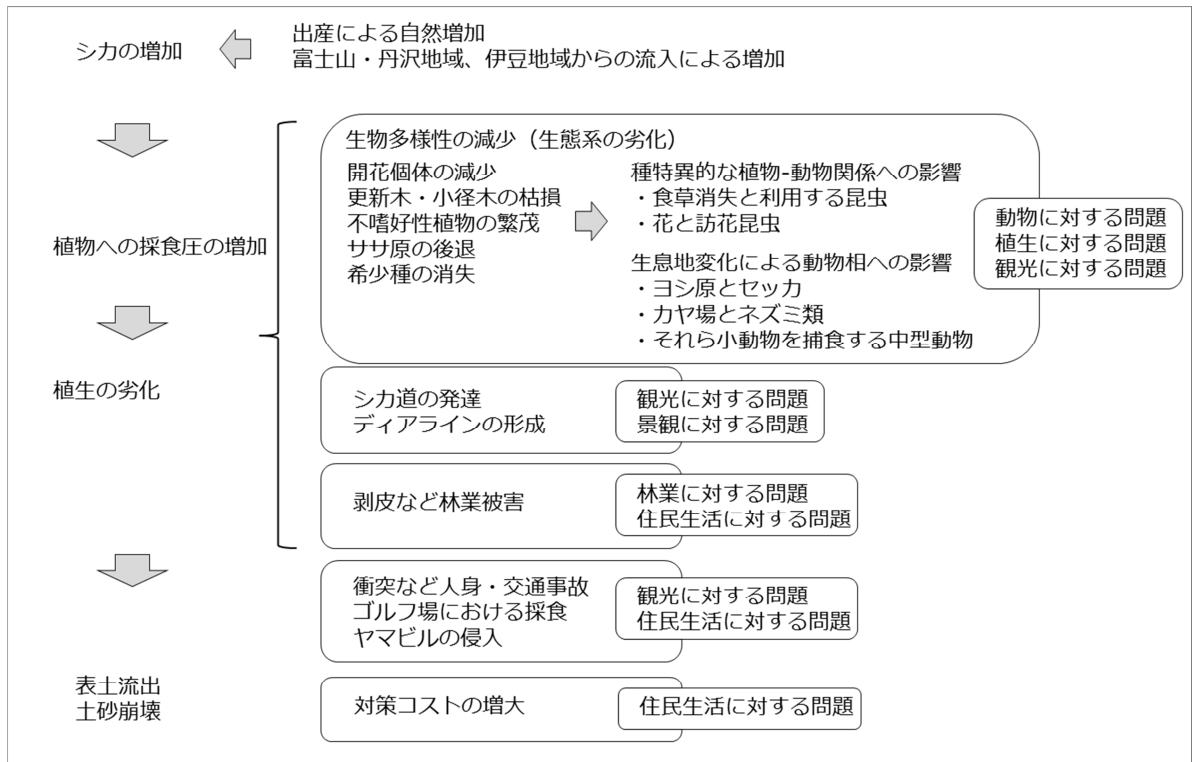 シカの増加
出産による自然増加
富士山・丹沢地域、伊豆地域からの流入による増加
植物への採食圧の増加
植生の劣化
表土流出
土砂崩壊
生物多様性の減少（生態系の劣化）
開花個体の減少
更新木・小径木の枯損
不嗜好性植物の繁茂
ササ原の後退
希少種の消失
種特異的な植物-動物関係への影響
・食草消失と利用する昆虫
・花と訪花昆虫
生息地変化による動物相への影響
・ヨシ原とセッカ
・カヤ場とネズミ類
・それら小動物を捕食する中型動物
動物に対する問題
植生に対する問題
観光に対する問題
シカ道の発達
ディアラインの形成
観光に対する問題
景観に対する問題
剥皮など林業被害
林業に対する問題
住民生活に対する問題
衝突など人身・交通事故
ゴルフ場における採食
ヤマビルの侵入
観光に対する問題
住民生活に対する問題
対策コストの増大
住民生活に対する問題